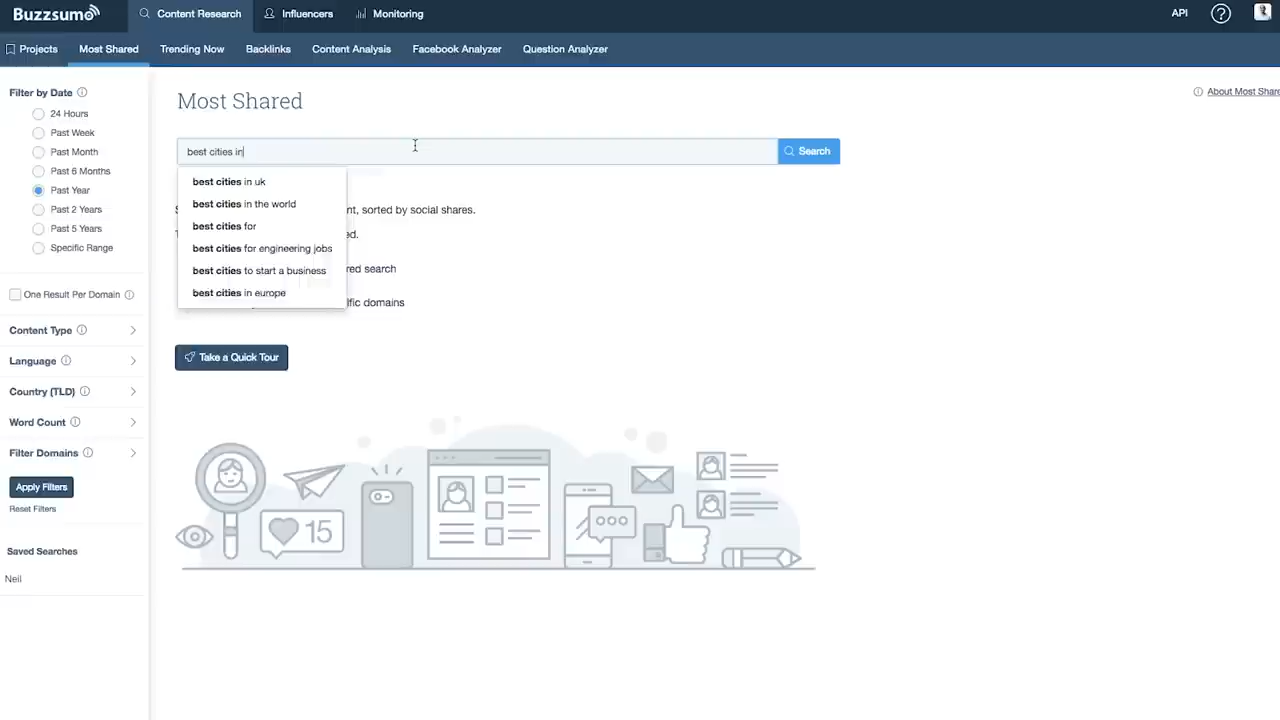 Buzzsumo
Content Research
Influencers
Monitoring
API
?
Projects
Most Shared
Trending Now
Backlinks
Content Analysis
Facebook Analyzer
Question Analyzer
Filter by Date
24 Hours
Past Week
Past Month
Past 6 Months
Past Year
Past 2 Years
Past 5 Years
Specific Range
One Result Per Domain
Content Type
Language
Country (TLD)
Word Count
Filter Domains
Apply Filters
Reset Filters
Saved Searches
Neil
Most Shared
About Most Share
best cities in
Search
best cities in uk
best cities in the world
best cities for
best cities for engineering jobs
best cities to start a business
best cities in europe
nt, sorted by social shares.
ed.
red search
ific domains
Take a Quick Tour
15